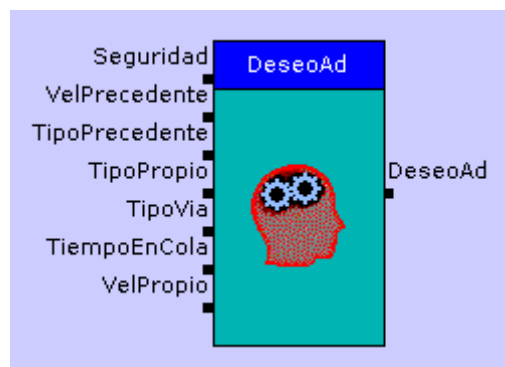 Seguridad
DeseoAd
VelPrecedente
TipoPrecedente
TipoPropio
DeseoAd
TipoVia
TiempoEnCola
VelPropio